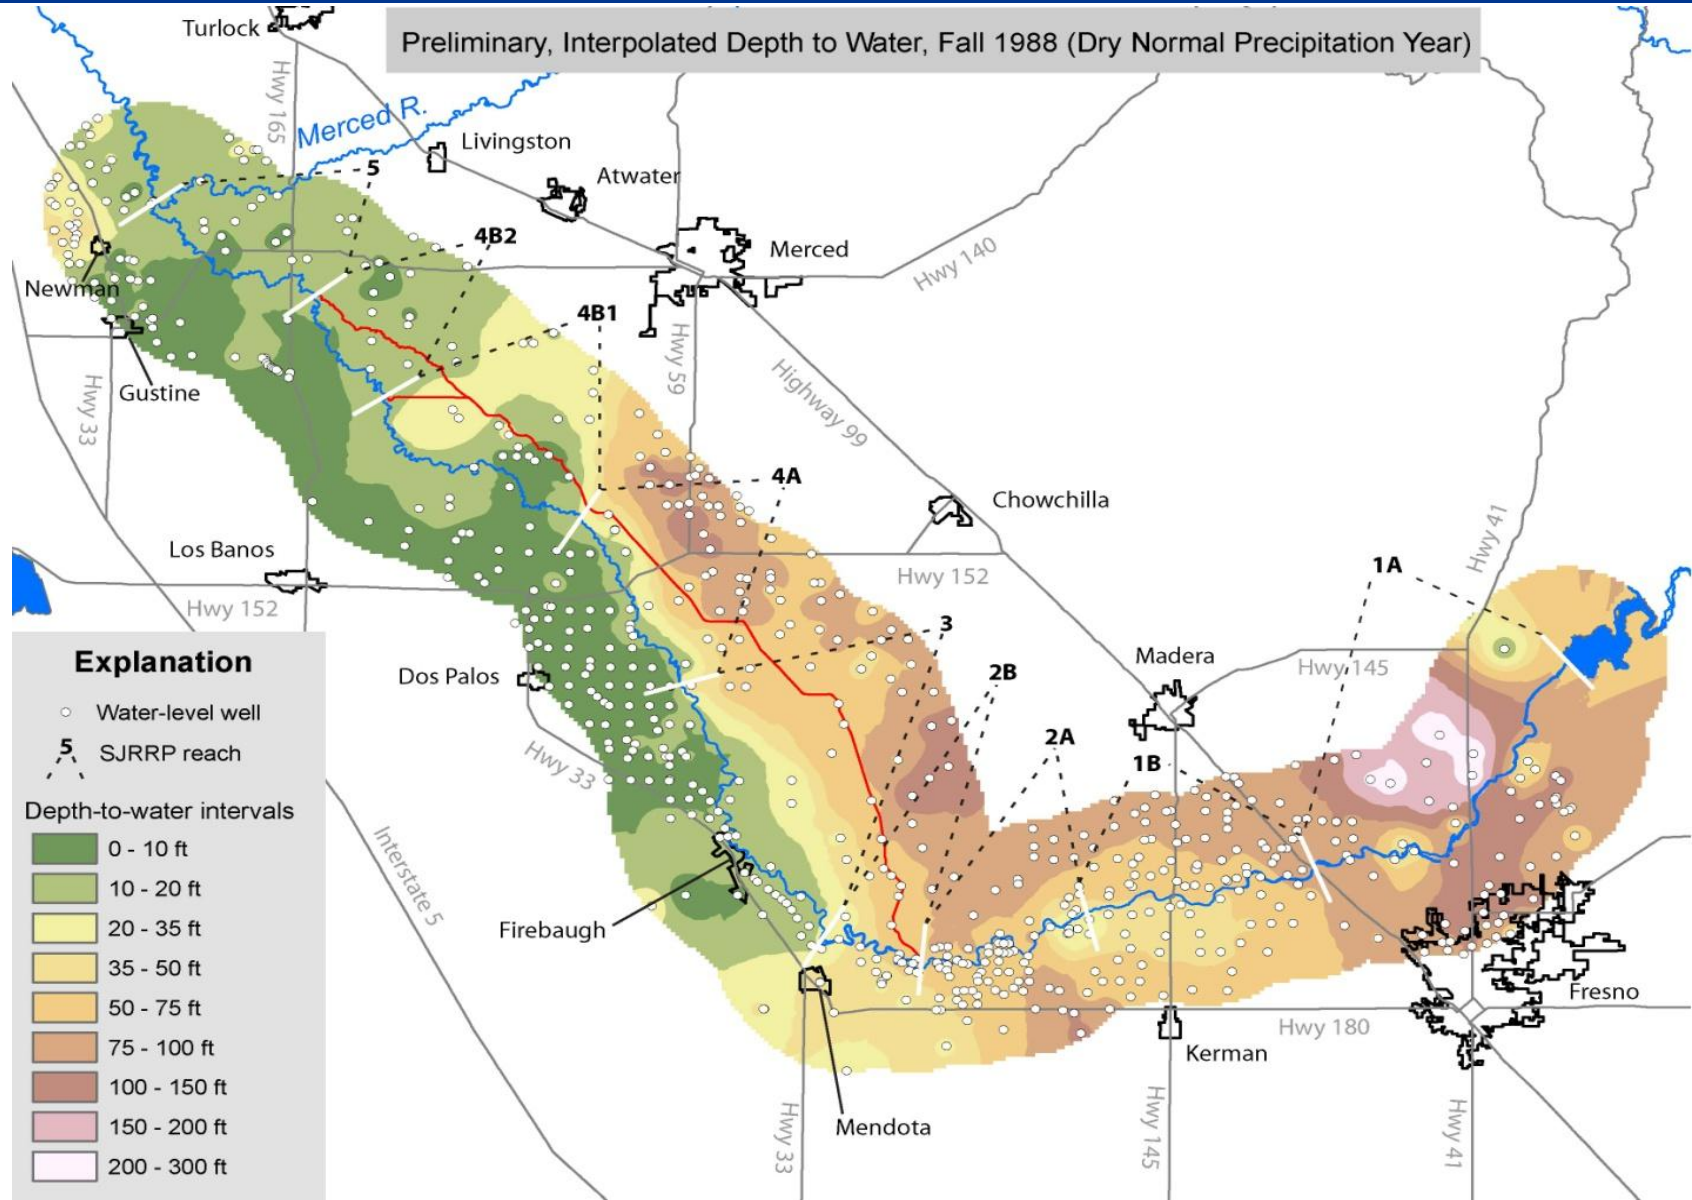 Preliminary, Interpolated Depth to Water, Fall 1988 (Dry Normal Precipitation Year)
Turlock
Hwy 165
Merced R.
Livingston
5
Atwater
4B2
Merced
Hwy 140
Newman
4B1
Gustine
Hwy 33
Hwy 59
Highway 99
4A
Chowchilla
Hwy 41
Los Banos
Hwy 152
Hwy 152
1A
3
Dos Palos
2B
Madera
Hwy 145
2A
1B
Hwy 33
Interstate 5
Firebaugh
Fresno
Hwy 180
Kerman
Mendota
Hwy 33
Hwy 145
Hwy 41
Explanation
Water-level well
5
SJRRP reach
Depth-to-water intervals
0 - 10 ft
10 - 20 ft
20 - 35 ft
35 - 50 ft
50 - 75 ft
75 - 100 ft
100 - 150 ft
150 - 200 ft
200 - 300 ft